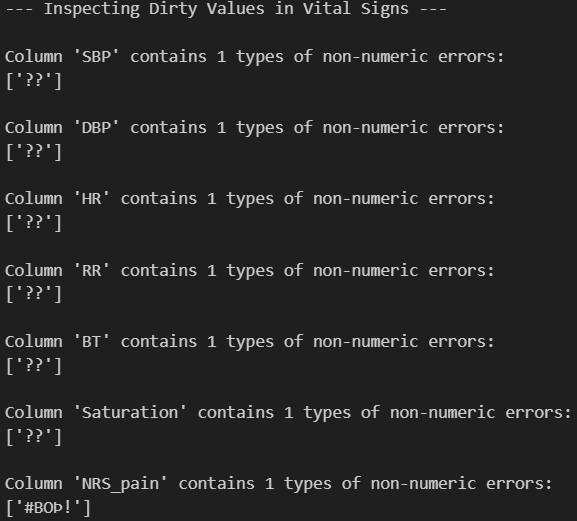 --- Inspecting Dirty Values in Vital Signs ---
Column 'SBP' contains 1 types of non-numeric errors:
['??']
Column 'DBP' contains 1 types of non-numeric errors:
['??']
Column 'HR' contains 1 types of non-numeric errors:
['??']
Column 'RR' contains 1 types of non-numeric errors:
['??']
Column 'BT' contains 1 types of non-numeric errors:
['??']
Column 'Saturation' contains 1 types of non-numeric errors:
['??']
Column 'NRS_pain' contains 1 types of non-numeric errors:
['#BOÞ!']